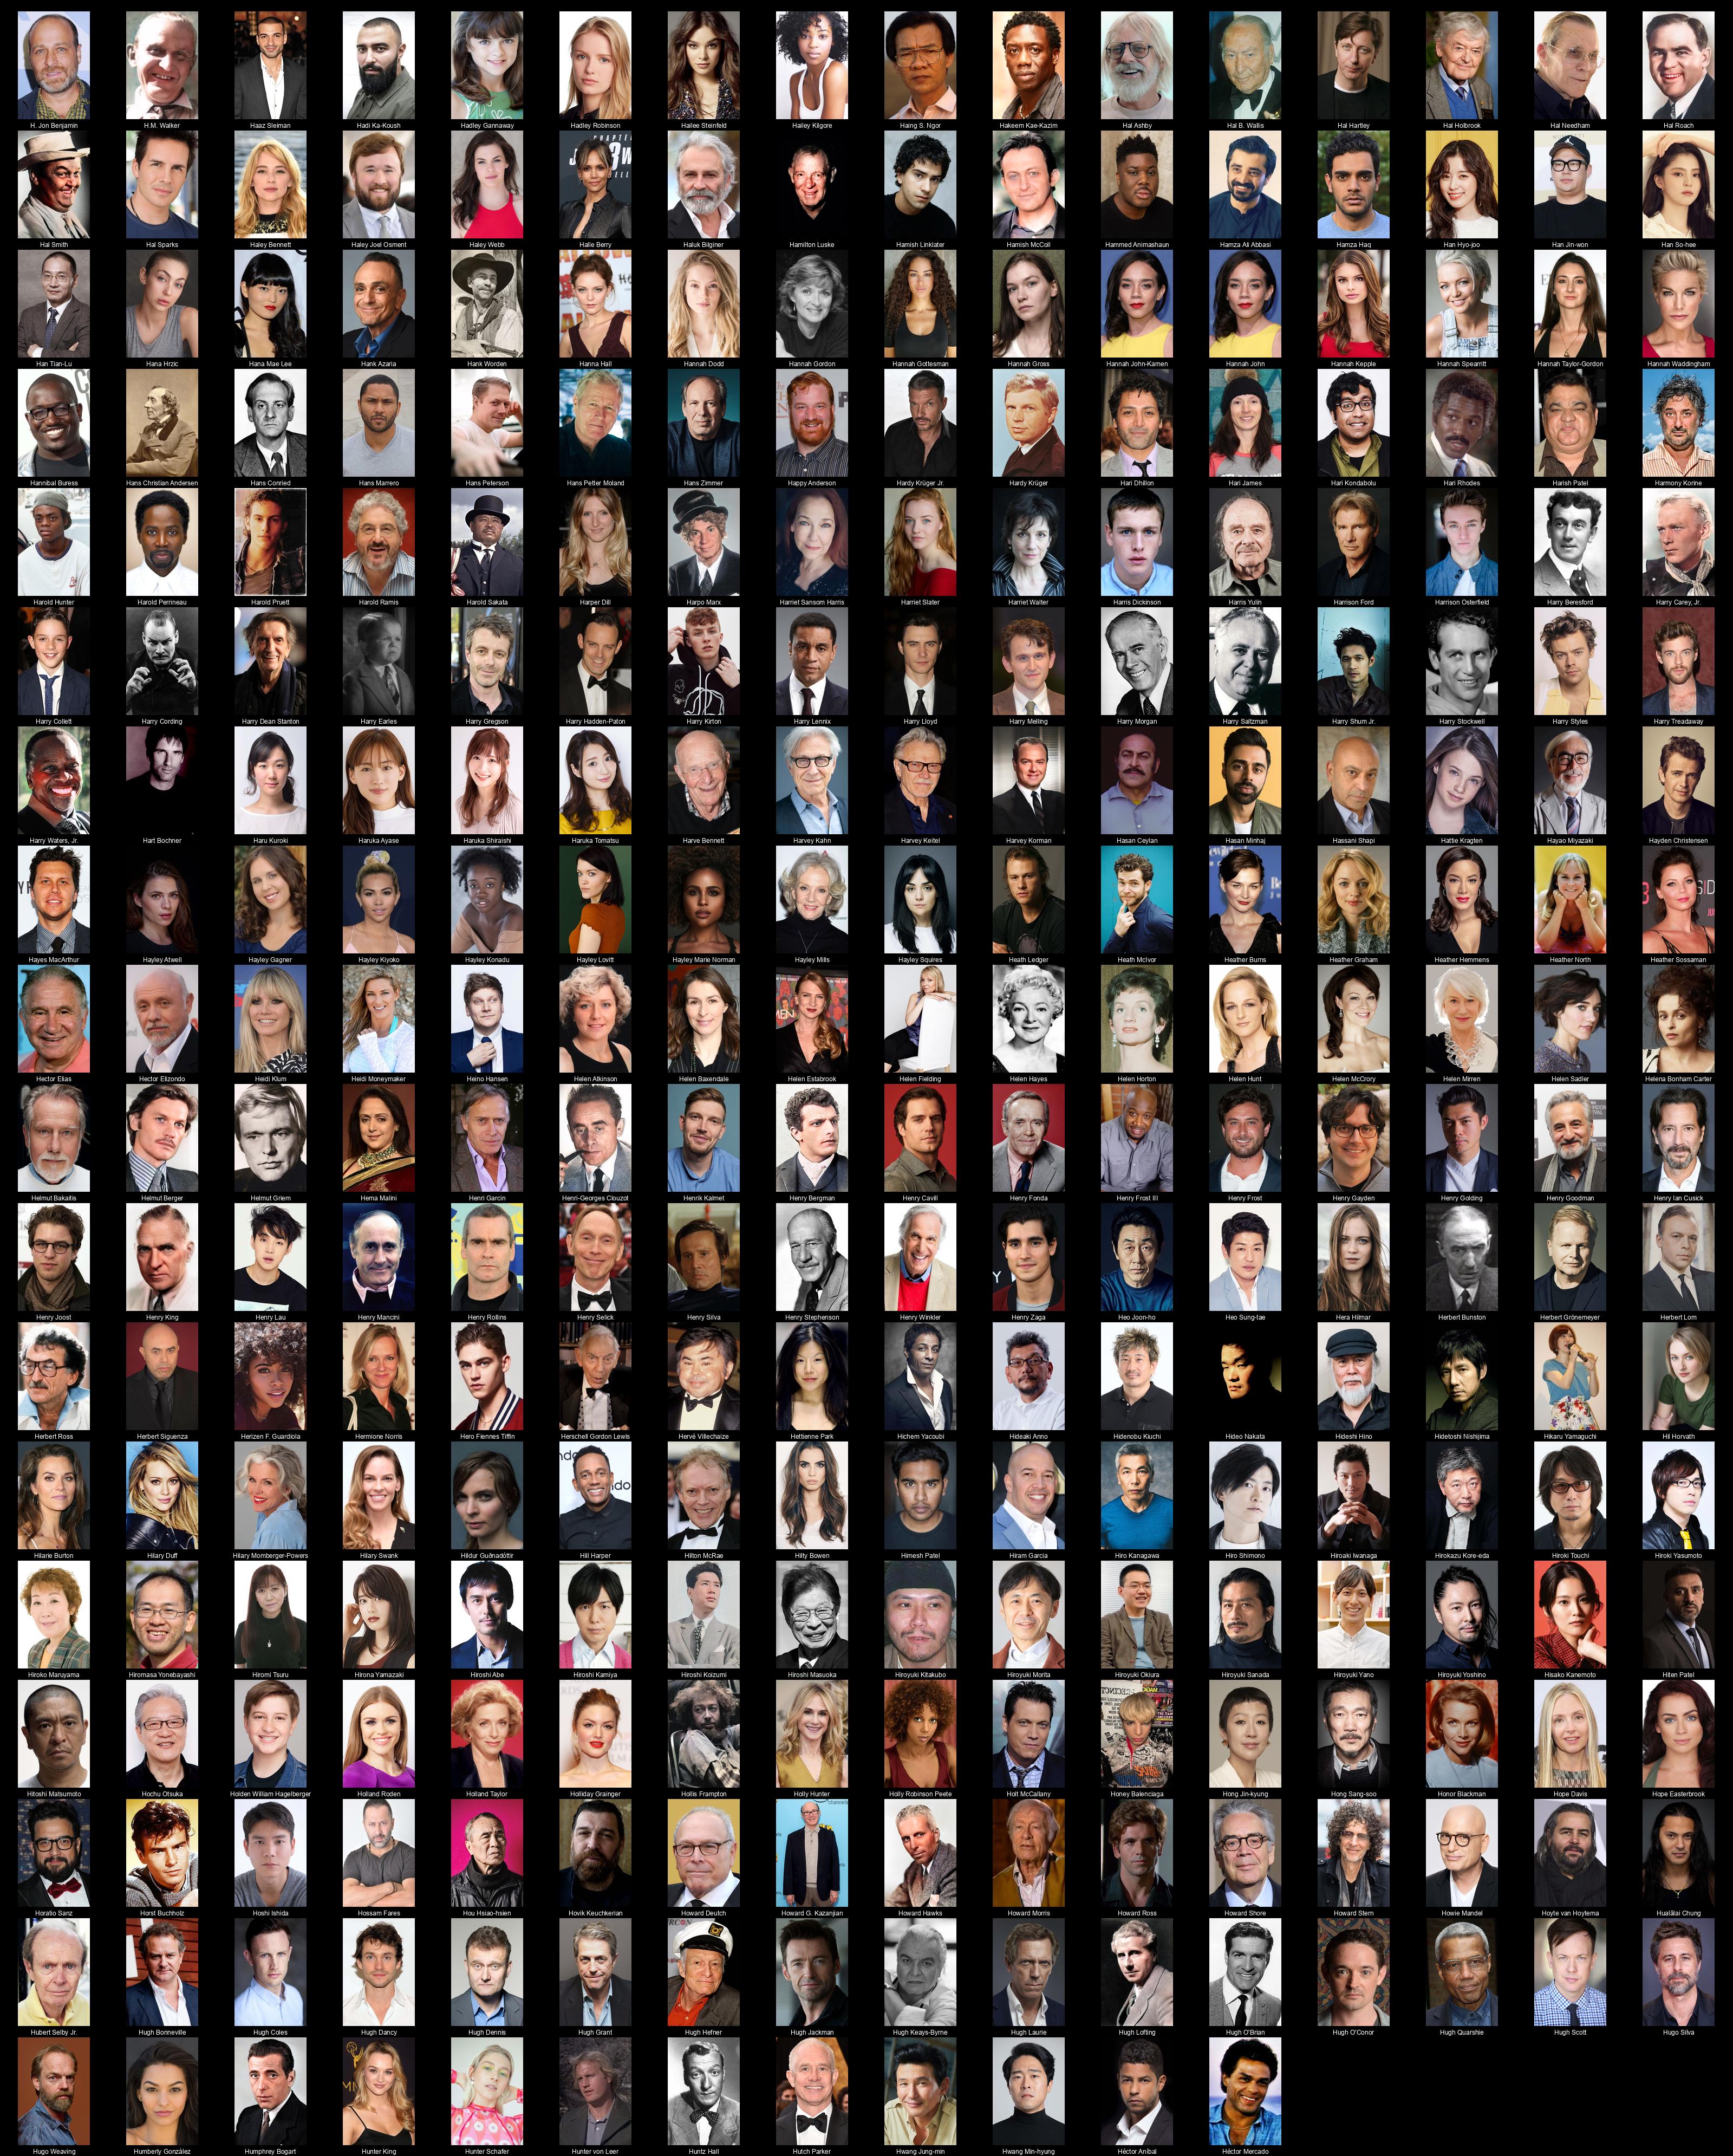 H. Jon Benjamin H.M. Walker Haaz Sleiman Hadi Ka-Koush Hadley Gannaway Hadley Robinson Hailee Steinfeld Hailey Kilgore Haing S. Ngor Hakeem Kae-Kazim Hal Ashby Hal B. Wallis Hal Hartley Hal Holbrook Hal Needham Hal Roach
Hal Smith Hal Sparks Haley Bennett Haley Joel Osment Haley Webb Halle Berry Haluk Bilginer Hamilton Luske Hamish Linklater Hamish McColl Hammed Animashaun Hamza Ali Abbasi Hamza Haq Han Hyo-joo Han Jin-won Han So-hee
Han Tian-Lu Hana Hrzic Hana Mae Lee Hank Azaria Hank Worden Hanna Hall Hannah Dodd Hannah Gordon Hannah Gottesman Hannah Gross Hannah John-Kamen Hannah John Hannah Kepple Hannah Spearritt Hannah Taylor-Gordon Hannah Waddingham
Hannibal Buress Hans Christian Andersen Hans Conried Hans Marrero Hans Peterson Hans Petter Moland Hans Zimmer Happy Anderson Hardy Krüger Jr. Hardy Krüger Hari Dhillon Hari James Hari Kondabolu Hari Rhodes Harish Patel Harmony Korine
Harold Hunter Harold Perrineau Harold Pruett Harold Ramis Harold Sakata Harper Dill Harpo Marx Harriet Sansom Harris Harriet Slater Harriet Walter Harris Dickinson Harris Yulin Harrison Ford Harrison Osterfield Harry Beresford Harry Carey, Jr.
Harry Collett Harry Cording Harry Dean Stanton Harry Earles Harry Gregson Harry Hadden-Paton Harry Kirton Harry Lennix Harry Lloyd Harry Melling Harry Morgan Harry Saltzman Harry Shum Jr. Harry Stockwell Harry Styles Harry Treadaway
Harry Waters, Jr. Hart Bochner Haru Kuroki Haruka Ayase Haruka Shiraishi Haruka Tomatsu Harve Bennett Harvey Kahn Harvey Keitel Harvey Korman Hasan Ceylan Hasan Minhaj Hassani Shapi Hattie Kragten Hayao Miyazaki Hayden Christensen
Hayes MacArthur Hayley Atwell Hayley Gagner Hayley Kiyoko Hayley Konadu Hayley Lovitt Hayley Marie Norman Hayley Mills Hayley Squires Heath Ledger Heath McIvor Heather Burns Heather Graham Heather Hemmens Heather North Heather Sossaman
Hector Elias Hector Elizondo Heidi Klum Heidi Moneymaker Heino Hansen Helen Atkinson Helen Baxendale Helen Estabrook Helen Fielding Helen Hayes Helen Horton Helen Hunt Helen McCrory Helen Mirren Helen Sadler Helena Bonham Carter
Helmut Bakaitis Helmut Berger Helmut Griem Hema Malini Henri Garcin Henri-Georges Clouzot Henrik Kalmet Henry Bergman Henry Cavill Henry Fonda Henry Frost III Henry Frost Henry Gayden Henry Golding Henry Goodman Henry Ian Cusick
Henry Joost Henry King Henry Lau Henry Mancini Henry Rollins Henry Selick Henry Silva Henry Stephenson Henry Winkler Henry Zaga Heo Joon-ho Heo Sung-tae Hera Hilmar Herbert Bunston Herbert Grönemeyer Herbert Lom
Herbert Ross Herbert Siguenza Herizen F. Guardiola Hermione Norris Hero Fiennes Tiffin Herschell Gordon Lewis Hervé Villechaize Hettienne Park Hichem Yacoubi Hideaki Anno Hidenobu Kiuchi Hideo Nakata Hideshi Hino Hidetoshi Nishijima Hikaru Yamaguchi Hil Horvath
Hilarie Burton Hilary Duff Hilary Momberger-Powers Hilary Swank Hildur Guðnadóttir Hill Harper Hilton McRae Hilty Bowen Himesh Patel Hiram Garcia Hiro Kanagawa Hiro Shimono Hiroaki Iwanaga Hirokazu Kore-eda Hiroki Touchi Hiroki Yasumoto
Hiroko Maruyama Hiromasa Yonebayashi Hiromi Tsuru Hirona Yamazaki Hiroshi Abe Hiroshi Kamiya Hiroshi Koizumi Hiroshi Masuoka Hiroyuki Kitakubo Hiroyuki Morita Hiroyuki Okiura Hiroyuki Sanada Hiroyuki Yano Hiroyuki Yoshino Hisako Kanemoto Hiten Patel
Hitoshi Matsumoto Hochu Otsuka Holden William Hagelberger Holland Roden Holland Taylor Holliday Grainger Hollis Frampton Holly Hunter Holly Robinson Peete Holt McCallany Honey Balenciaga Hong Jin-kyung Hong Sang-soo Honor Blackman Hope Davis Hope Easterbrook
Horatio Sanz Horst Buchholz Hoshi Ishida Hossam Fares Hou Hsiao-hsien Hovik Keuchkerian Howard Deutch Howard G. Kazanjian Howard Hawks Howard Morris Howard Ross Howard Shore Howard Stern Howie Mandel Hoyte van Hoytema Hualālai Chung
Hubert Selby Jr. Hugh Bonneville Hugh Coles Hugh Dancy Hugh Dennis Hugh Grant Hugh Hefner Hugh Jackman Hugh Keays-Byrne Hugh Laurie Hugh Lofting Hugh O'Brian Hugh O'Conor Hugh Quarshie Hugh Scott Hugo Silva
Hugo Weaving Humberly González Humphrey Bogart Hunter King Hunter Schafer Hunter von Leer Huntz Hall Hutch Parker Hwang Jung-min Hwang Min-hyung Héctor Aníbal Héctor Mercado